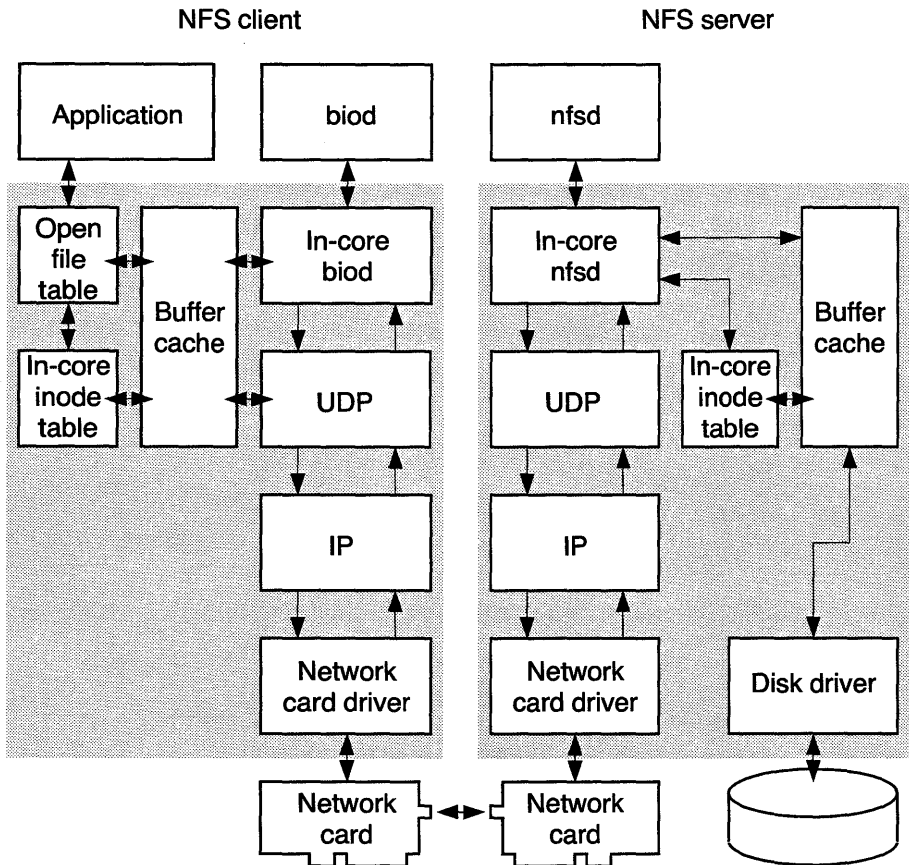 NFS client
NFS server
Application
biod
nfsd
Open
file
table
In-core
inode
table
Buffer
cache
In-core
biod
UDP
IP
Network
card driver
Network
card
In-core
nfsd
UDP
IP
Network
card driver
Network
card
In-core
inode
table
Buffer
cache
Disk driver